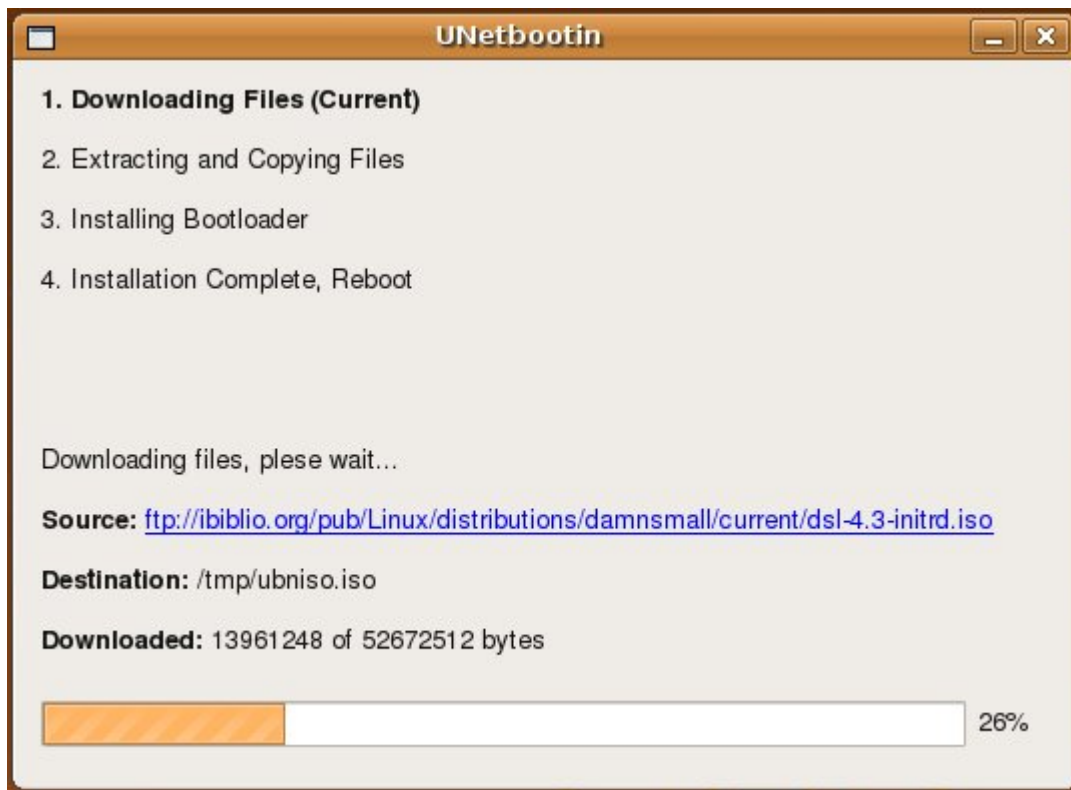 UNetbootin
1. Downloading Files (Current)
2. Extracting and Copying Files
3. Installing Bootloader
4. Installation Complete, Reboot
Downloading files, plese wait...
Source: ftp://ibiblio.org/pub/Linux/distributions/damnsmall/current/dsl-4.3-initrd.iso
Destination: /tmp/ubniso.iso
Downloaded: 13961248 of 52672512 bytes
26%